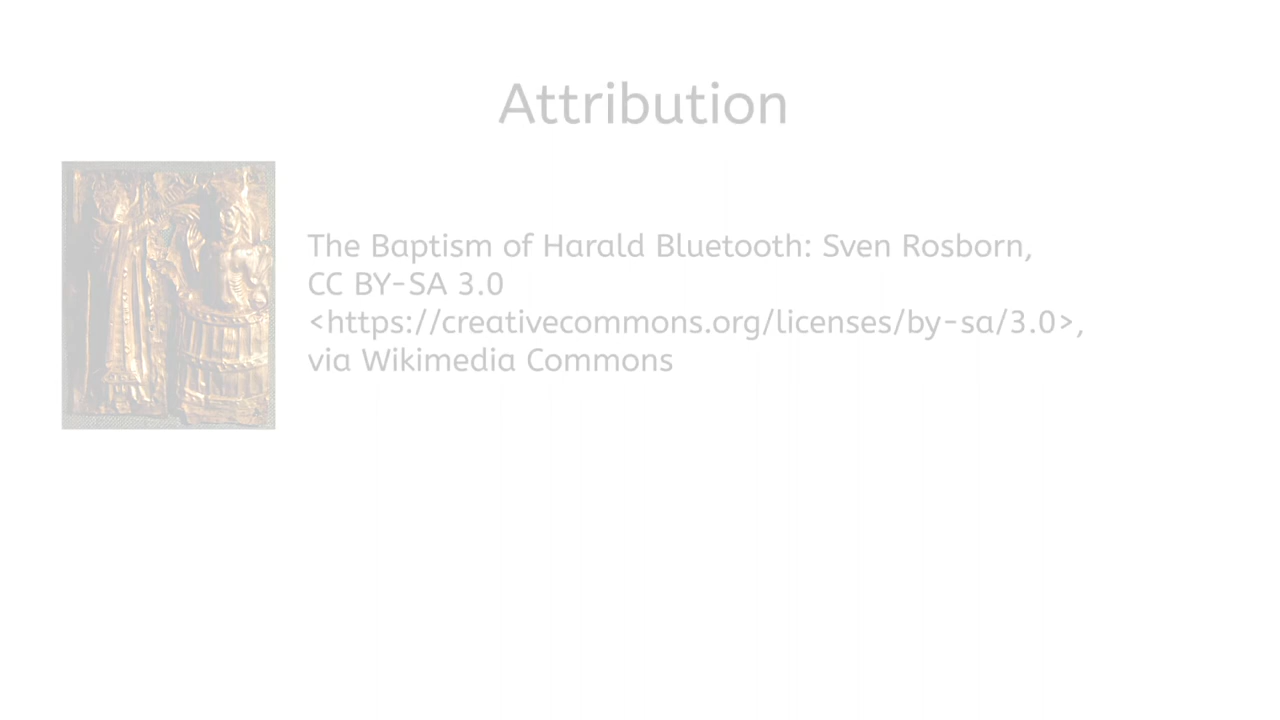 Attribution
The Baptism of Harald Bluetooth: Sven Rosborn,
CC BY-SA 3.0
<https://creativecommons.org/licenses/by-sa/3.0>,
via Wikimedia Commons